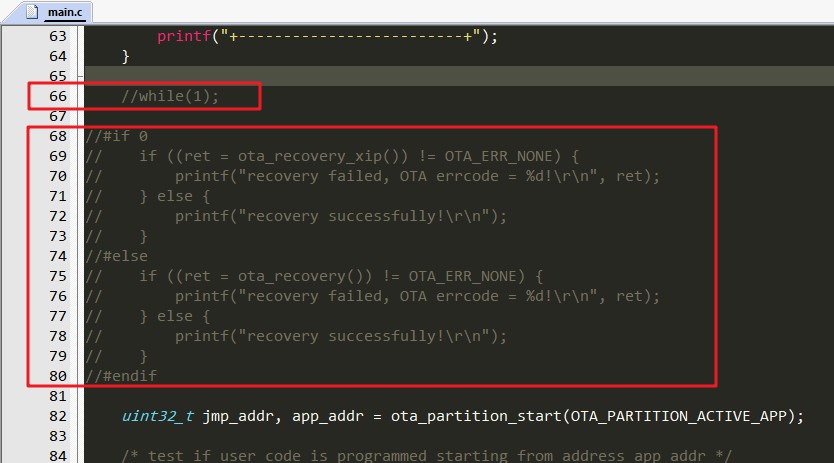 main.c
63 printf("+-------------------------+");
64 }
65
66 //while(1);
67
68 //#if 0
69 // if ((ret = ota_recovery_xip()) != OTA_ERR_NONE) {
70 // printf("recovery failed, OTA errcode = %d!\r\n", ret);
71 // } else {
72 // printf("recovery successfully!\r\n");
73 // }
74 //#else
75 // if ((ret = ota_recovery()) != OTA_ERR_NONE) {
76 // printf("recovery failed, OTA errcode = %d!\r\n", ret);
77 // } else {
78 // printf("recovery successfully!\r\n");
79 // }
80 //#endif
81
82 uint32_t jmp_addr, app_addr = ota_partition_start(OTA_PARTITION_ACTIVE_APP);
83
84 /* test if user code is programmed starting from address app addr */